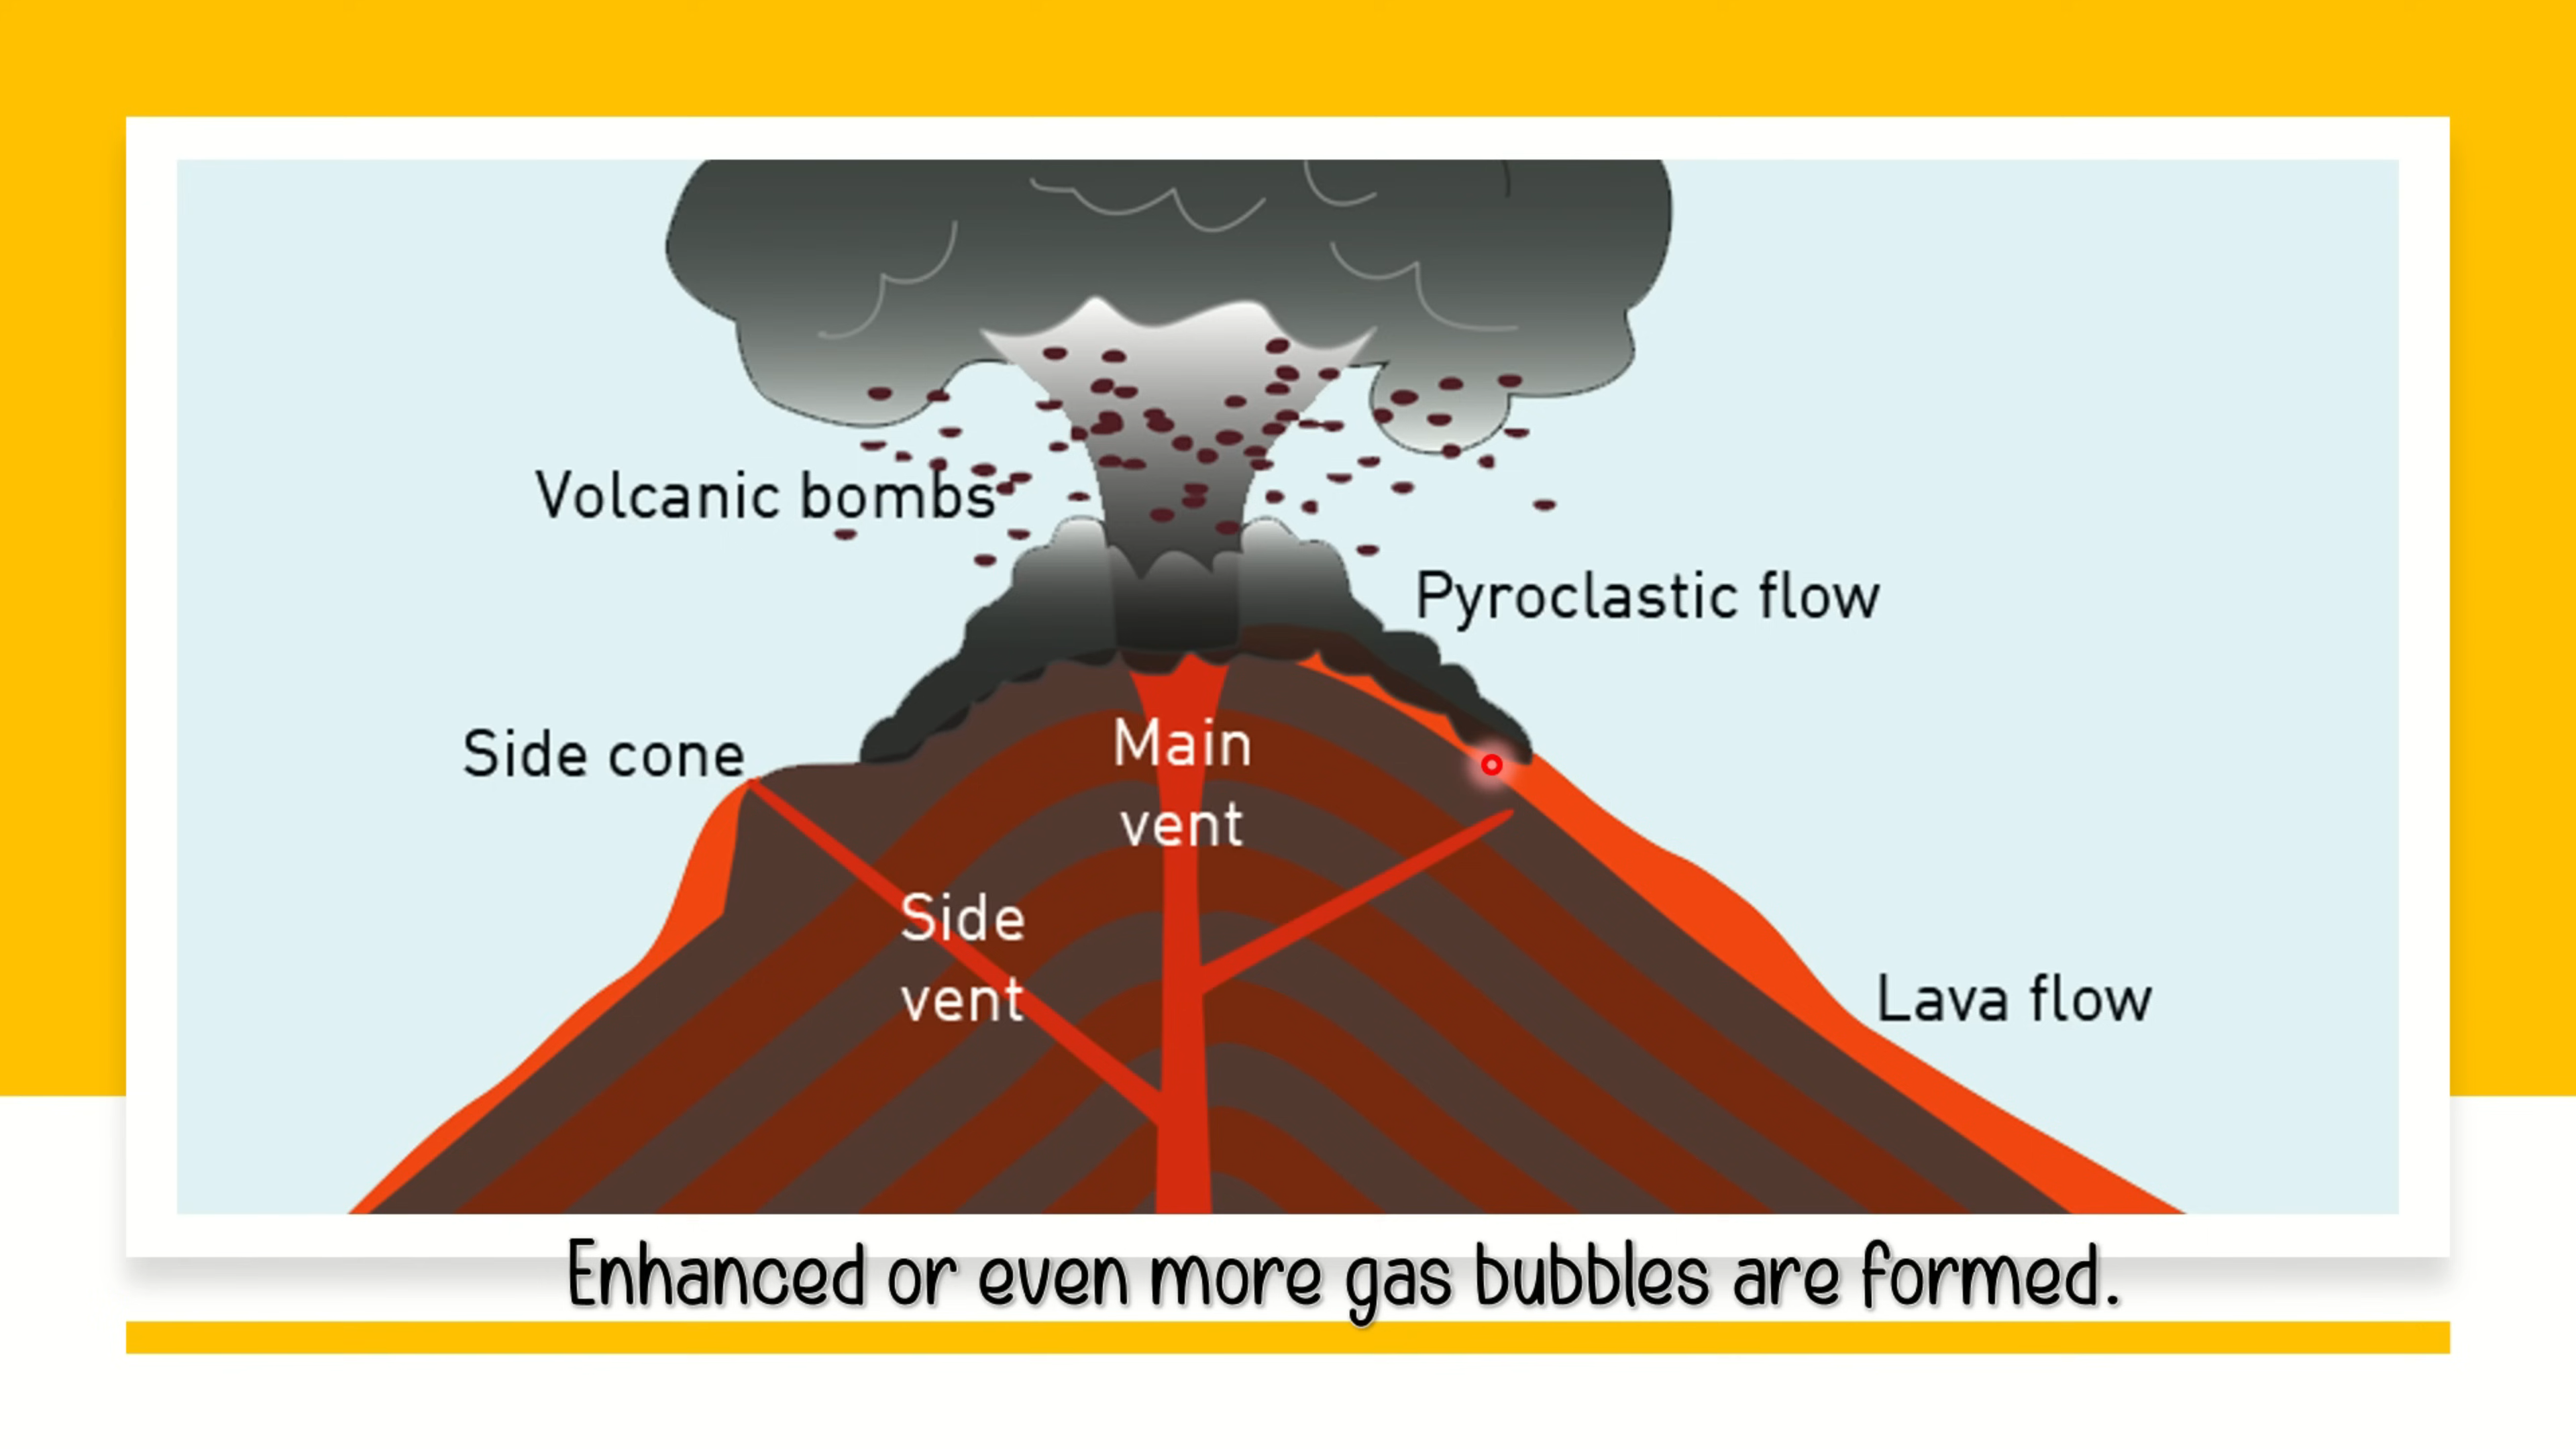 Volcanic bombs
Pyroclastic flow
Side cone
Main
vent
Side
vent
Lava flow
Enhanced or even more gas bubbles are formed.